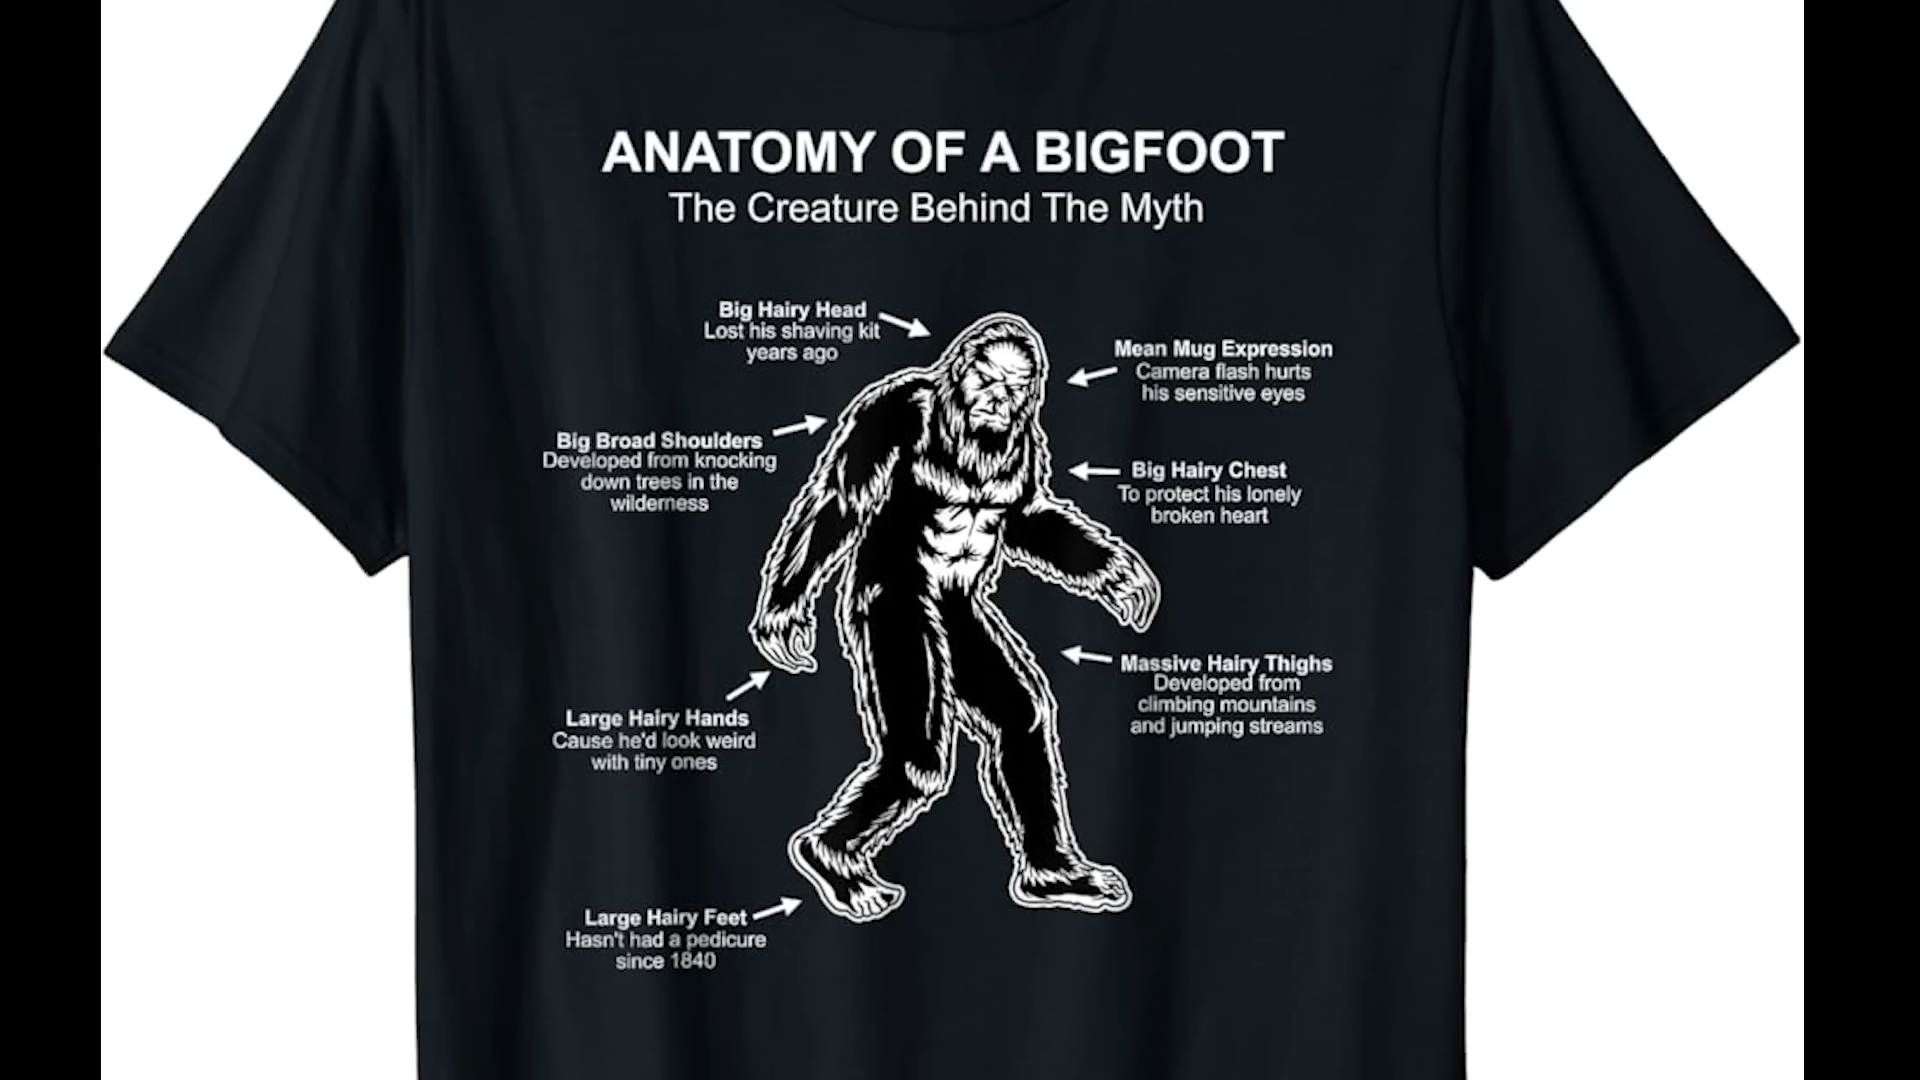 ANATOMY OF A BIGFOOT
The Creature Behind The Myth
Big Hairy Head
Lost his shaving kit
years ago
Mean Mug Expression
Camera flash hurts
his sensitive eyes
Big Broad Shoulders
Developed from knocking
down trees in the
wilderness
Big Hairy Chest
To protect his lonely
broken heart
Massive Hairy Thighs
Developed from
climbing mountains
and jumping streams
Large Hairy Hands
Cause he'd look weird
with tiny ones
Large Hairy Feet
Hasn't had a pedicure
since 1840